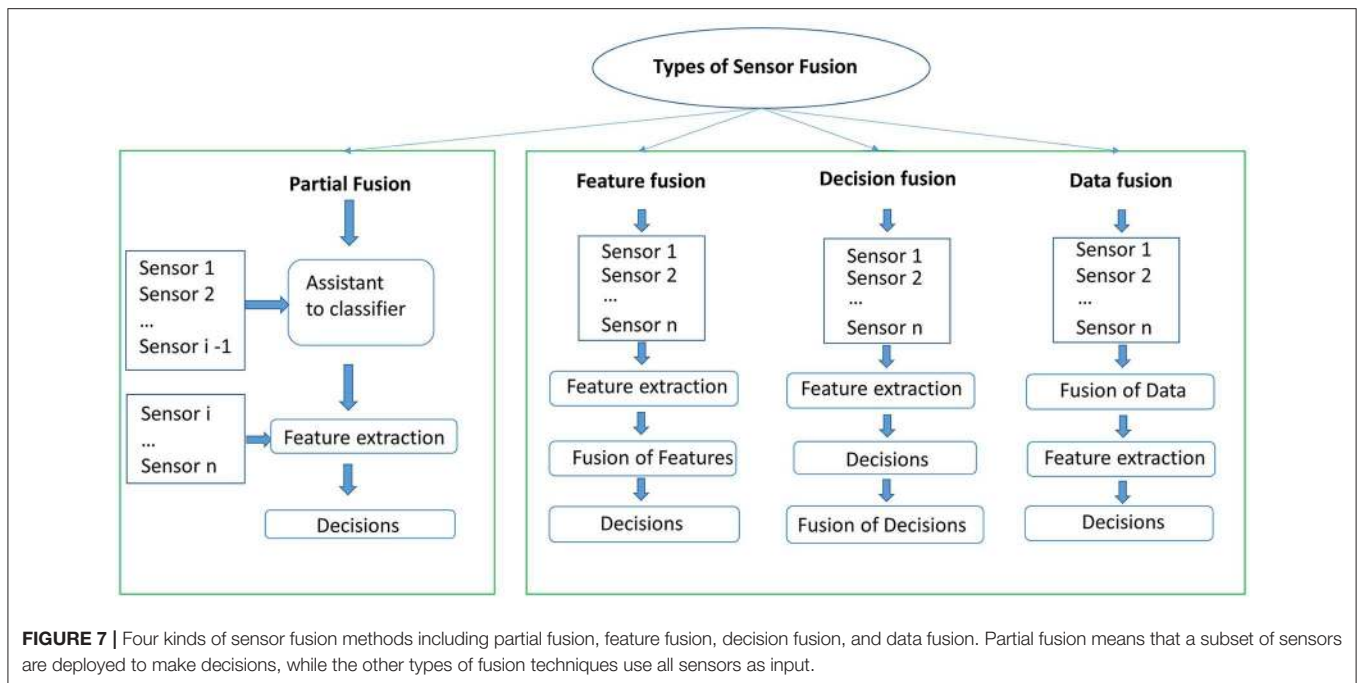 Types of Sensor Fusion
Partial Fusion
Sensor 1
Sensor 2
...
Sensor i -1
Assistant
to classifier
Sensor i
...
Sensor n
Feature extraction
Decisions
Feature fusion
Sensor 1
Sensor 2
...
Sensor n
Feature extraction
Fusion of Features
Decisions
Decision fusion
Sensor 1
Sensor 2
...
Sensor n
Feature extraction
Decisions
Fusion of Decisions
Data fusion
Sensor 1
Sensor 2
...
Sensor n
Fusion of Data
Feature extraction
Decisions
FIGURE 7 | Four kinds of sensor fusion methods including partial fusion, feature fusion, decision fusion, and data fusion. Partial fusion means that a subset of sensors
are deployed to make decisions, while the other types of fusion techniques use all sensors as input.